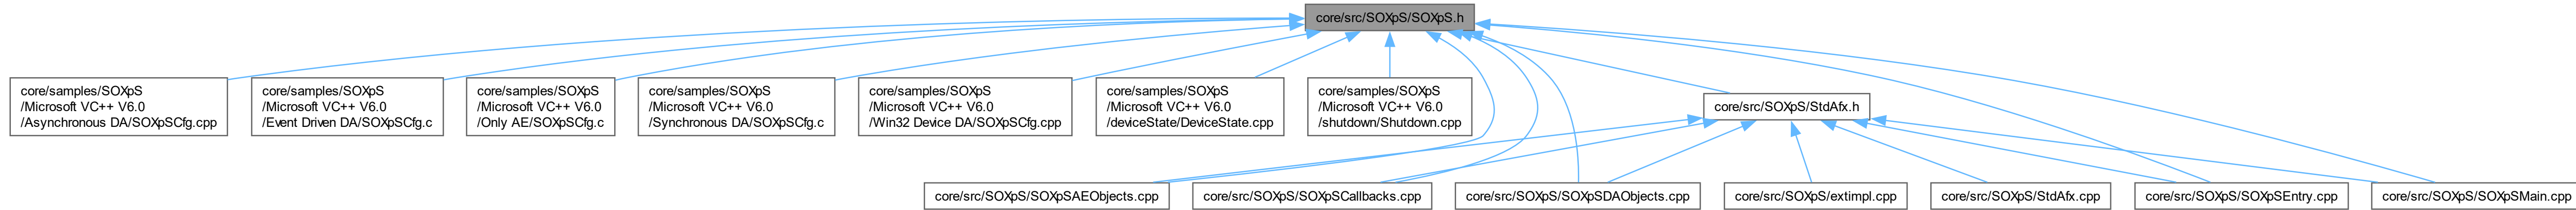 core/src/SOXpS/SOXpS.h
core/samples/SOXpS
/Microsoft VC++ V6.0
/Asynchronous DA/SOXpSCfg.cpp
core/samples/SOXpS
/Microsoft VC++ V6.0
/Event Driven DA/SOXpSCfg.c
core/samples/SOXpS
/Microsoft VC++ V6.0
/Only AE/SOXpSCfg.c
core/samples/SOXpS
/Microsoft VC++ V6.0
/Synchronous DA/SOXpSCfg.c
core/samples/SOXpS
/Microsoft VC++ V6.0
/Win32 Device DA/SOXpSCfg.cpp
core/samples/SOXpS
/Microsoft VC++ V6.0
/deviceState/DeviceState.cpp
core/samples/SOXpS
/Microsoft VC++ V6.0
/shutdown/Shutdown.cpp
core/src/SOXpS/StdAfx.h
core/src/SOXpS/SOXpSAEObjects.cpp
core/src/SOXpS/SOXpSCallbacks.cpp
core/src/SOXpS/SOXpSDAObjects.cpp
core/src/SOXpS/extimpl.cpp
core/src/SOXpS/StdAfx.cpp
core/src/SOXpS/SOXpSEntry.cpp
core/src/SOXpS/SOXpSMain.cpp